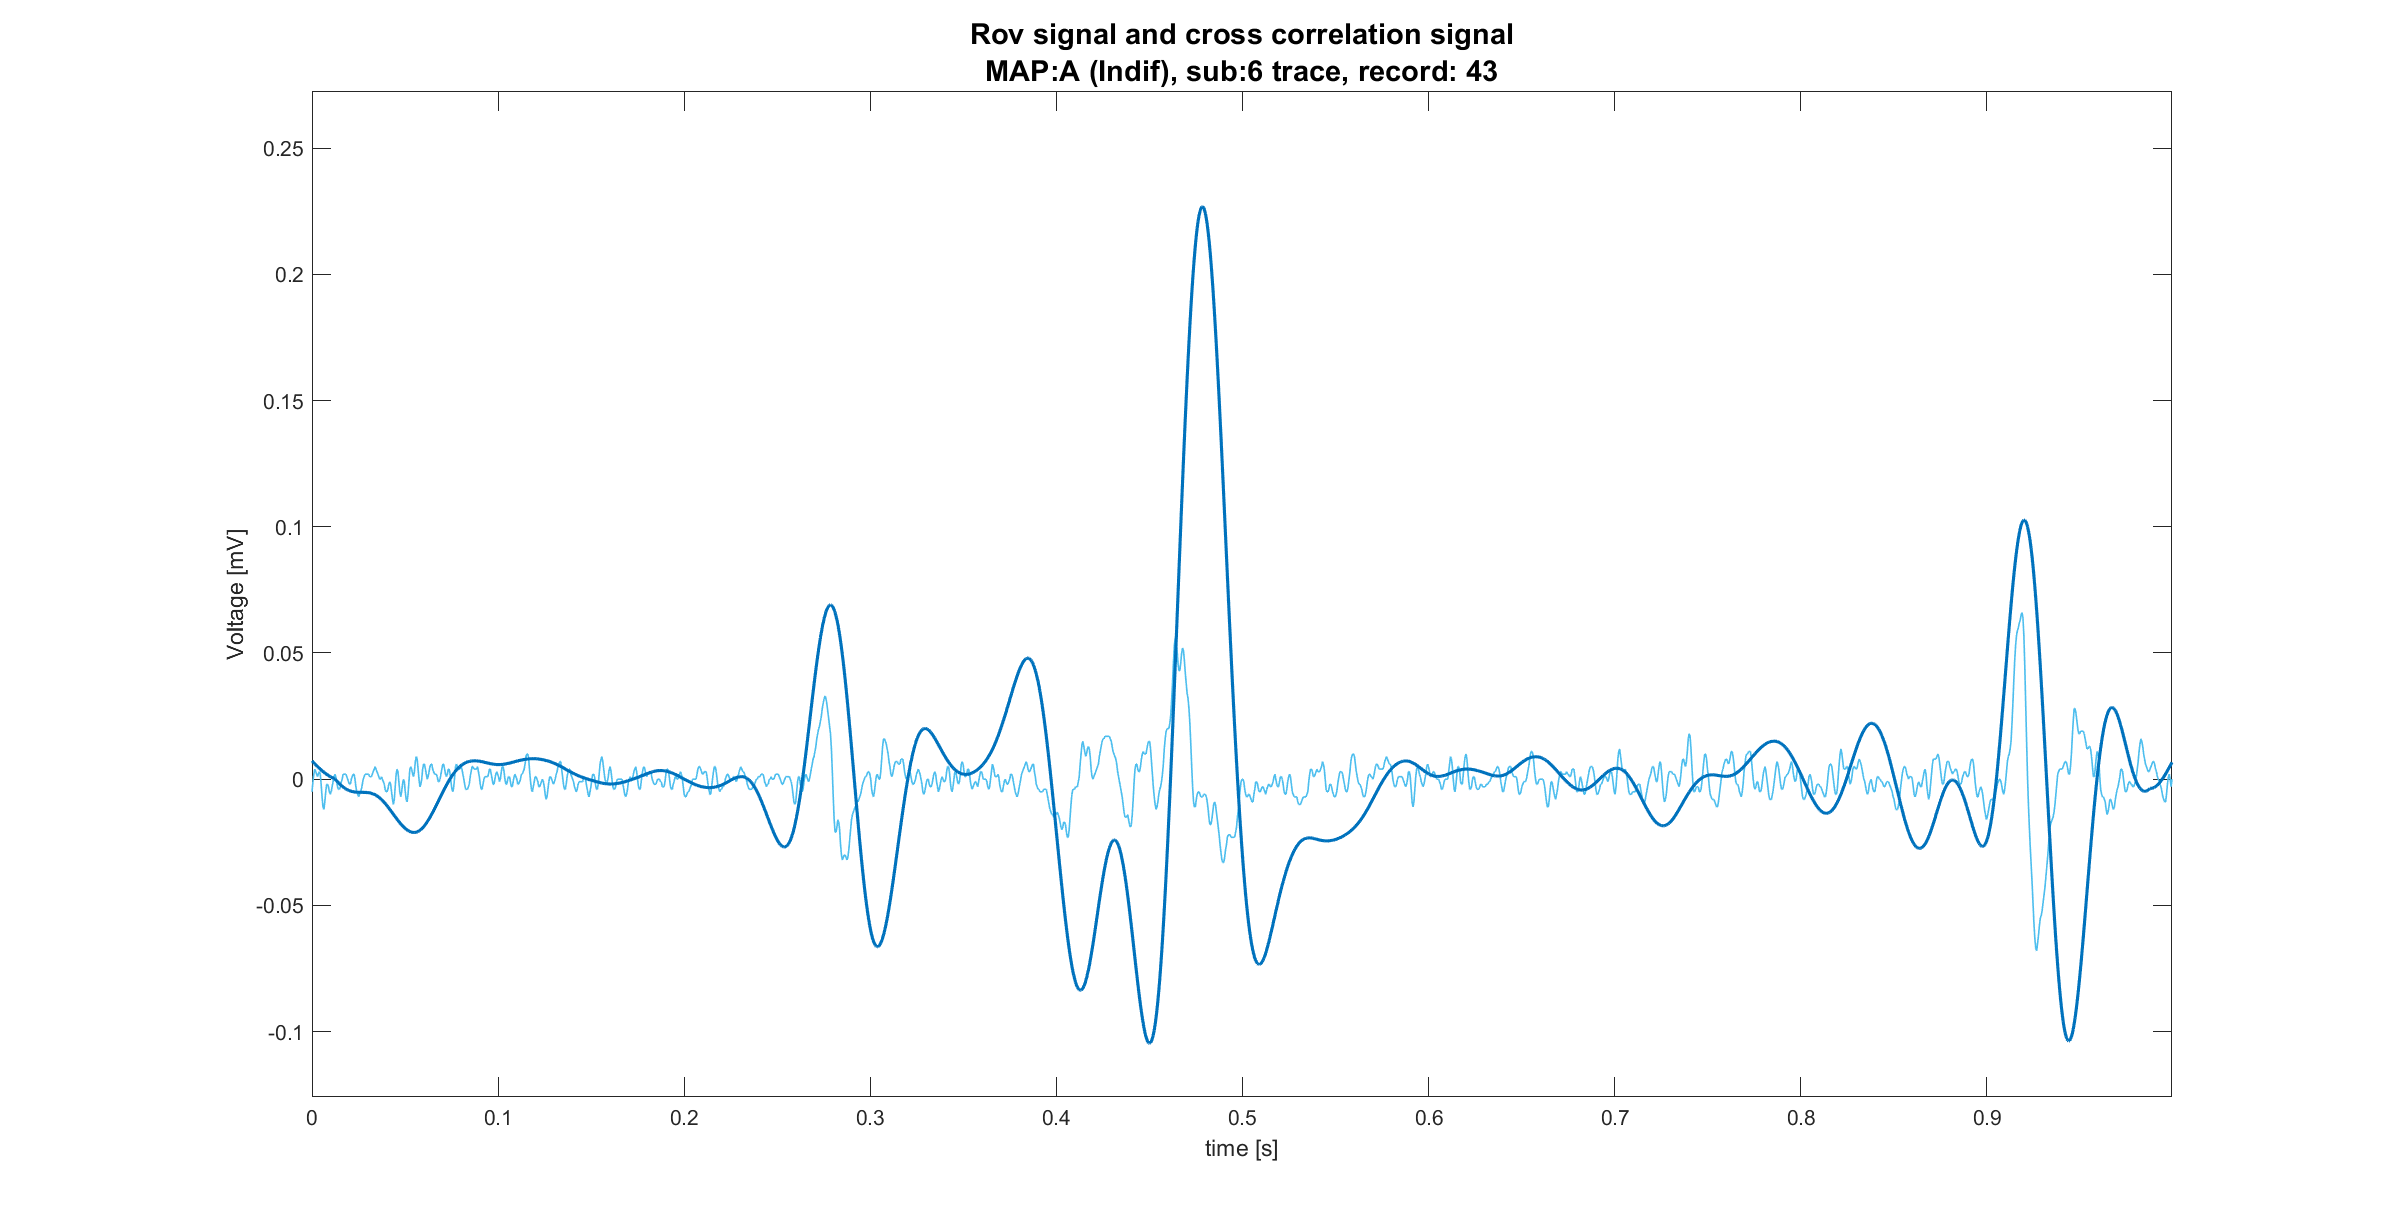 Rov signal and cross correlation signal
MAP:A (Indif), sub:6 trace, record: 43
0.25
0.2
0.15
0.1
0.05
0
-0.05
-0.1
Voltage [mV]
0 0.1 0.2 0.3 0.4 0.5 0.6 0.7 0.8 0.9
time [s]